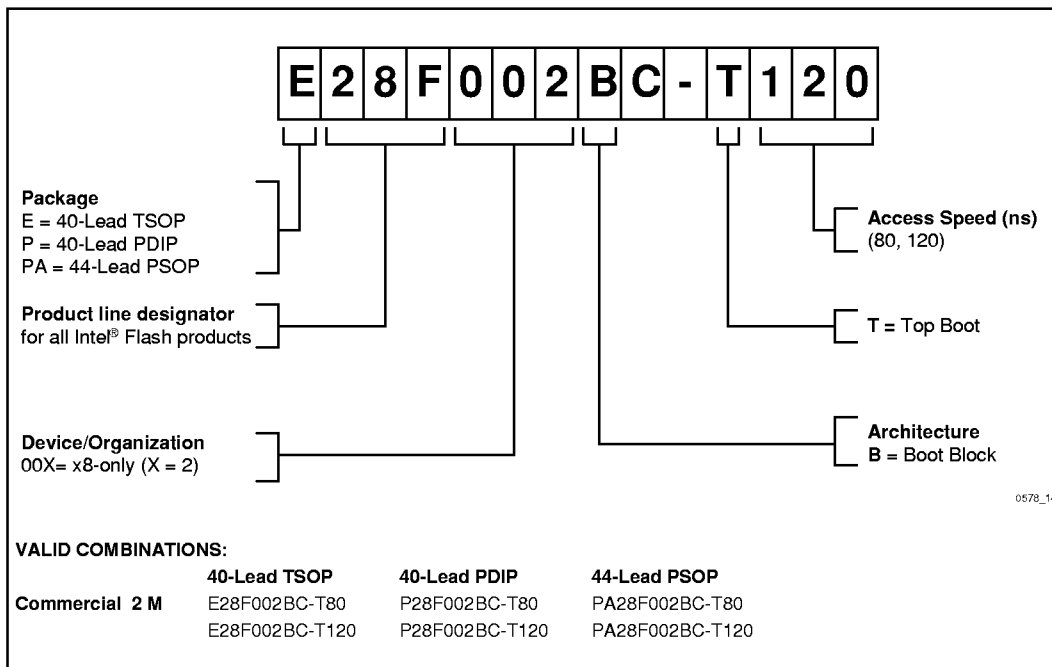 E28F002BC-T120
Package
E = 40-Lead TSOP
P = 40-Lead PDIP
PA = 44-Lead PSOP
Product line designator
for all Intel® Flash products
Device/Organization
00X= x8-only (X = 2)
Access Speed (ns)
(80, 120)
T = Top Boot
Architecture
B = Boot Block
0578_14
VALID COMBINATIONS:
40-Lead TSOP 40-Lead PDIP 44-Lead PSOP
Commercial 2 M E28F002BC-T80 P28F002BC-T80 PA28F002BC-T80
E28F002BC-T120 P28F002BC-T120 PA28F002BC-T120